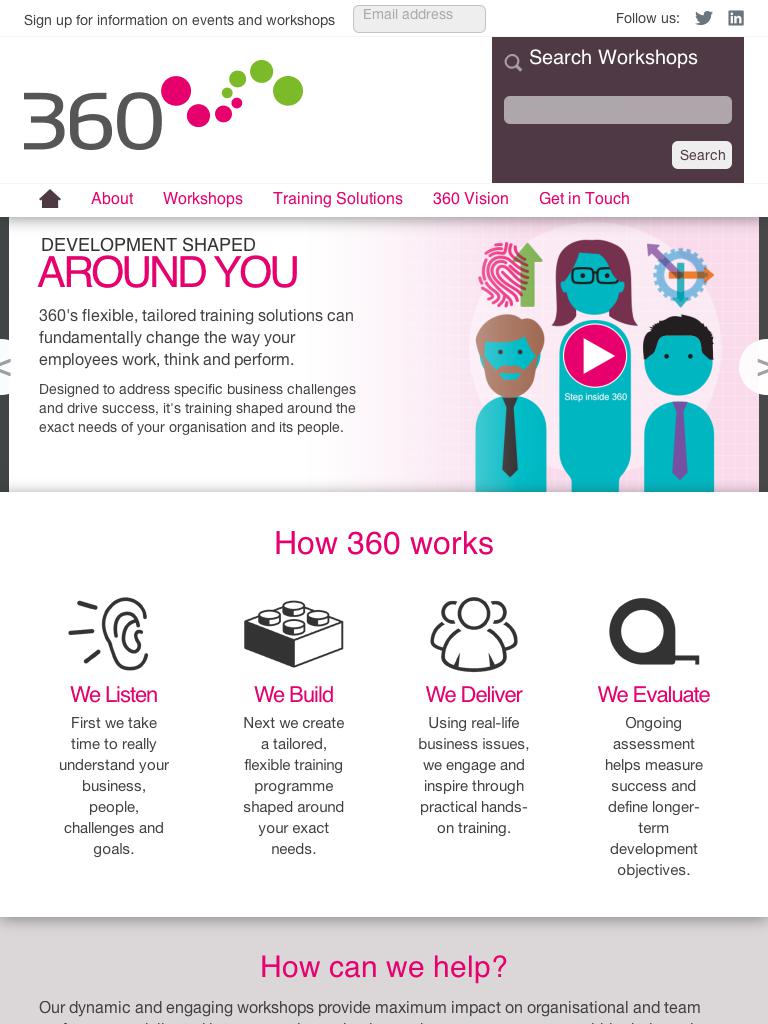 Sign up for information on events and workshops
Email address
Follow us:
360
Search Workshops
Search
About
Workshops
Training Solutions
360 Vision
Get in Touch
DEVELOPMENT SHAPED
AROUND YOU
360's flexible, tailored training solutions can
fundamentally change the way your
employees work, think and perform.
Designed to address specific business challenges
and drive success, it's training shaped around the
exact needs of your organisation and its people.
<
>
Step inside 360
How 360 works
We Listen
First we take
time to really
understand your
business,
people,
challenges and
goals.
We Build
Next we create
a tailored,
flexible training
programme
shaped around
your exact
needs.
We Deliver
Using real-life
business issues,
we engage and
inspire through
practical hands-
on training.
We Evaluate
Ongoing
assessment
helps measure
success and
define longer-
term
development
objectives.
How can we help?
Our dynamic and engaging workshops provide maximum impact on organisational and team